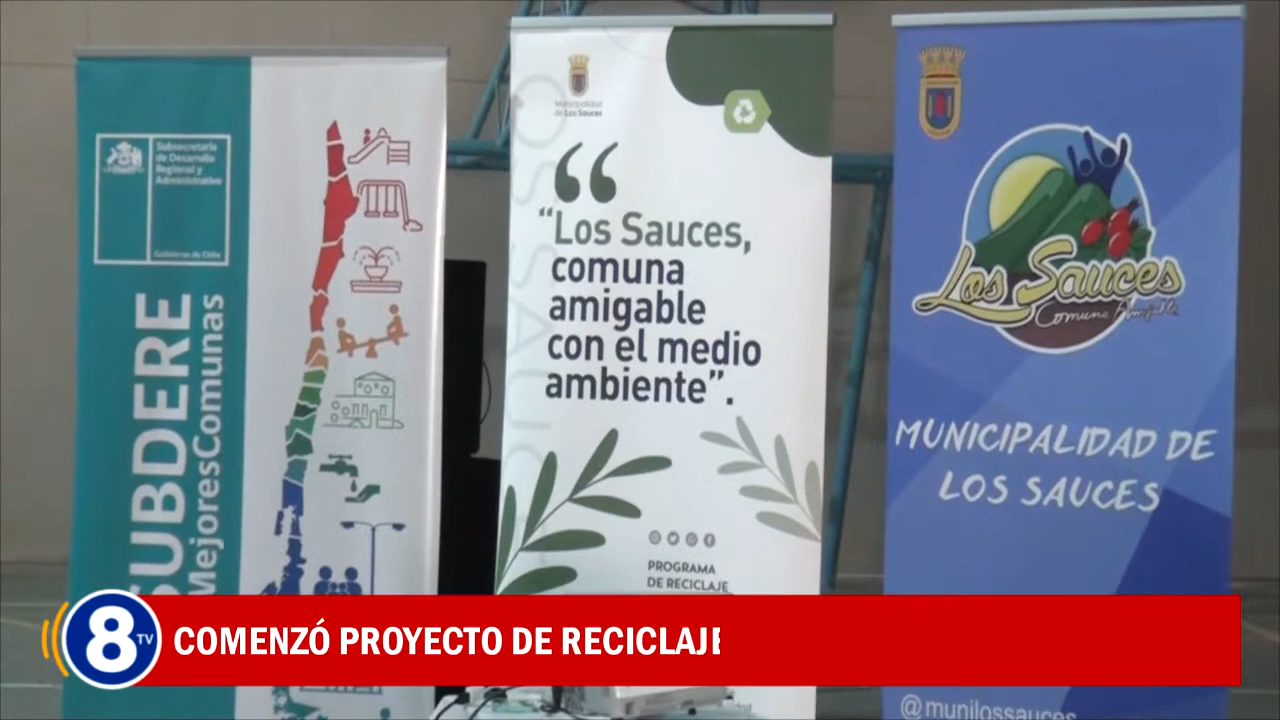 Subsecretaría
de Desarrollo
Regional y
Administrativo
Gobierno de Chile
SUBDERE
MejoresComunas
Municipalidad
de Los Sauces
“Los Sauces,
comuna
amigable
con el medio
ambiente”.
PROGRAMA
DE RECICLAJE
Los Sauces
Comuna Amigable
MUNICIPALIDAD DE
LOS SAUCES
@munilossauces
8 TV
COMENZÓ PROYECTO DE RECICLAJE